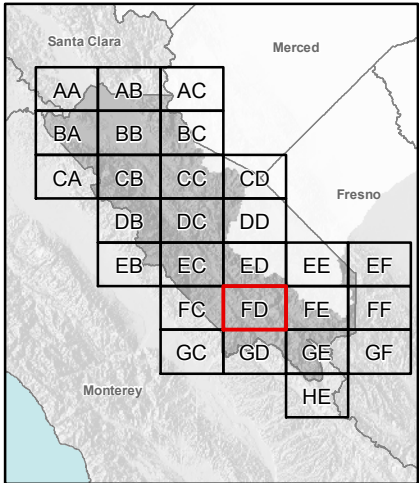 Santa Clara
Merced
AA AB AC
BA BB BC
CA CB CC CD
Fresno
DB DC DD
EB EC ED EE EF
FC FD FE FF
GC GD GE GF
Monterey
HE